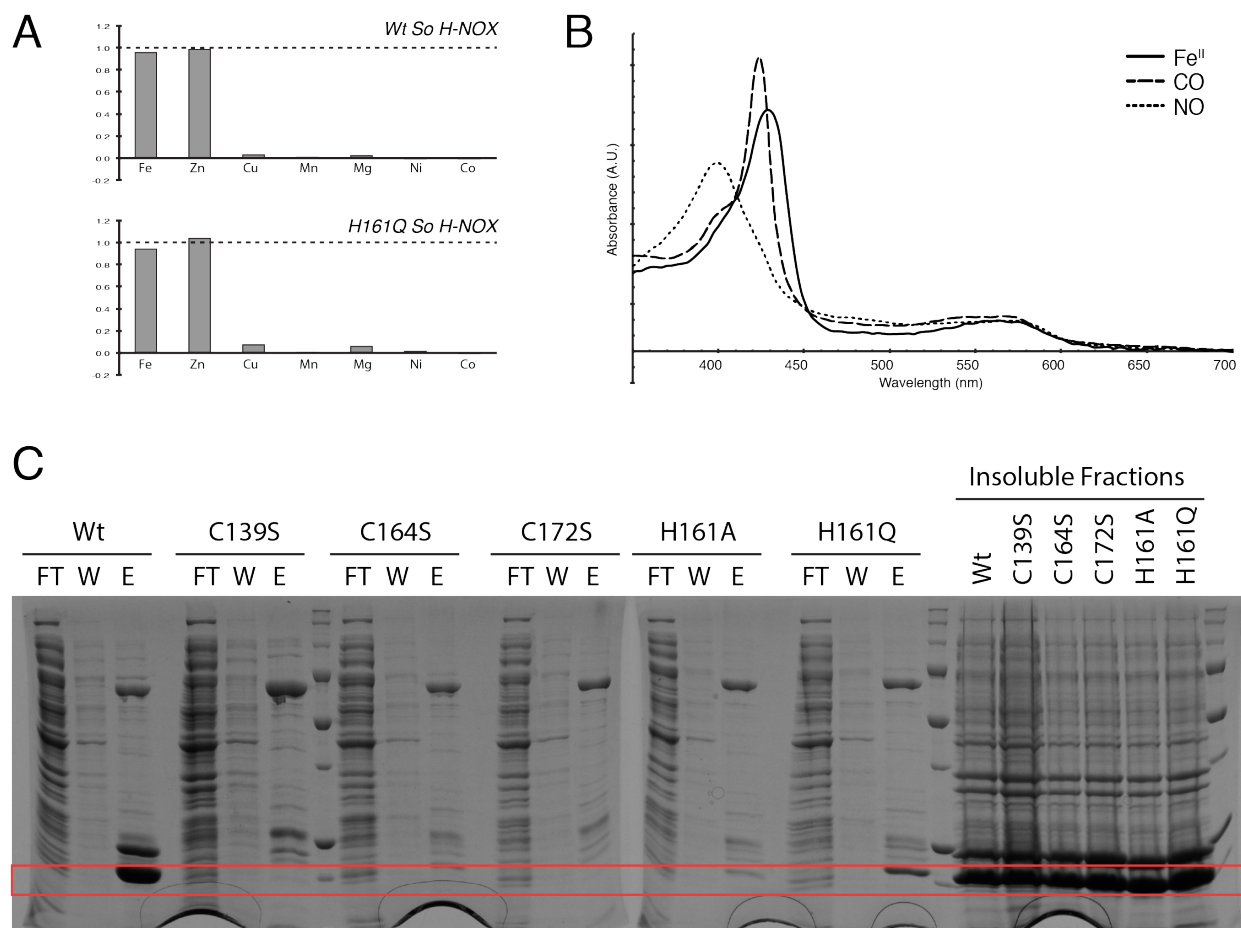 A
Wt So H-NOX
1.2
1.0
0.8
0.6
0.4
0.2
0.0
-0.2
Fe Zn Cu Mn Mg Ni Co
H161Q So H-NOX
1.2
1.0
0.8
0.6
0.4
0.2
0.0
-0.2
Fe Zn Cu Mn Mg Ni Co
B
Fe^II
CO
NO
Absorbance (A.U.)
400 450 500 550 600 650 700
Wavelength (nm)
C
Insoluble Fractions
Wt C139S C164S C172S H161A H161Q
FT W E FT W E FT W E FT W E FT W E FT W E
Wt C139S C164S C172S H161A H161Q